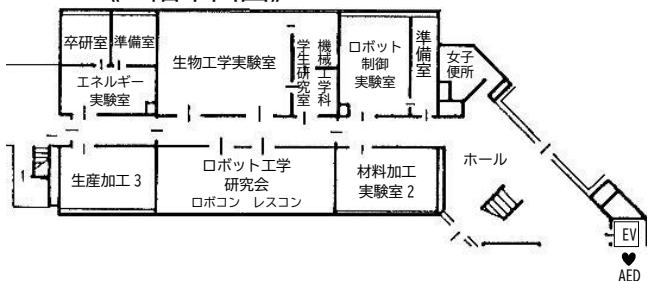 卒研室
準備室
エネルギー
実験室
生物工学実験室
機械工学科
学生研究室
ロボット
制御
実験室
準備室
女子
便所
生産加工3
ロボット工学
研究会
ロボコン レスコン
材料加工
実験室2
ホール
EV
AED